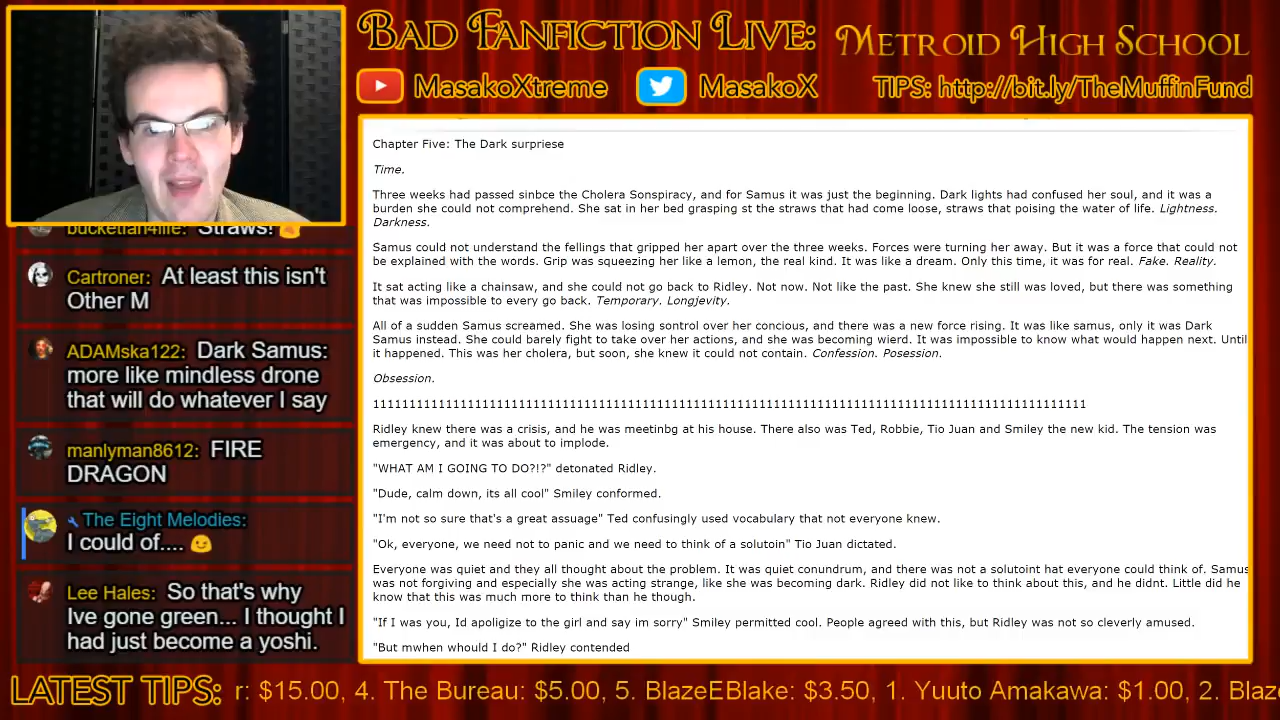 BAD FANFICTION LIVE:
METROID HIGH SCHOOL
MasakoXtreme
MasakoX
TIPS: http://bit.ly/TheMuffinFund
Straws!
Cartroner: At least this isn't
Other M
ADAMska122: Dark Samus:
more like mindless drone
that will do whatever I say
manlyman8612: FIRE
DRAGON
The Eight Melodies:
I could of....
Lee Hales: So that's why
Ive gone green... I thought I
had just become a yoshi.
Chapter Five: The Dark surpriese
Time.
Three weeks had passed sinbce the Cholera Sonspiracy, and for Samus it was just the beginning. Dark lights had confused her soul, and it was a
burden she could not comprehend. She sat in her bed grasping st the straws that had come loose, straws that poising the water of life. Lightness.
Darkness.
Samus could not understand the fellings that gripped her apart over the three weeks. Forces were turning her away. But it was a force that could not
be explained with the words. Grip was squeezing her like a lemon, the real kind. It was like a dream. Only this time, it was for real. Fake. Reality.
It sat acting like a chainsaw, and she could not go back to Ridley. Not now. Not like the past. She knew she still was loved, but there was something
that was impossible to every go back. Temporary. Longjevity.
All of a sudden Samus screamed. She was losing sontrol over her concious, and there was a new force rising. It was like samus, only it was Dark
Samus instead. She could barely fight to take over her actions, and she was becoming wierd. It was impossible to know what would happen next. Until
it happened. This was her cholera, but soon, she knew it could not contain. Confession. Posession.
Obsession.
111111111111111111111111111111111111111111111111111111111111111111111111111111111111111111111111111
Ridley knew there was a crisis, and he was meetinbg at his house. There also was Ted, Robbie, Tio Juan and Smiley the new kid. The tension was
emergency, and it was about to implode.
"WHAT AM I GOING TO DO?!?" detonated Ridley.
"Dude, calm down, its all cool" Smiley conformed.
"I'm not so sure that's a great assuage" Ted confusingly used vocabulary that not everyone knew.
"Ok, everyone, we need not to panic and we need to think of a solutoin" Tio Juan dictated.
Everyone was quiet and they all thought about the problem. It was quiet conundrum, and there was not a solutoint hat everyone could think of. Samus
was not forgiving and especially she was acting strange, like she was becoming dark. Ridley did not like to think about this, and he didnt. Little did he
know that this was much more to think than he though.
"If I was you, Id apoligize to the girl and say im sorry" Smiley permitted cool. People agreed with this, but Ridley was not so cleverly amused.
"But mwhen whould I do?" Ridley contended
LATEST TIPS: r: $15.00, 4. The Bureau: $5.00, 5. BlazeEBlake: $3.50, 1. Yuuto Amakawa: $1.00, 2. Blaz